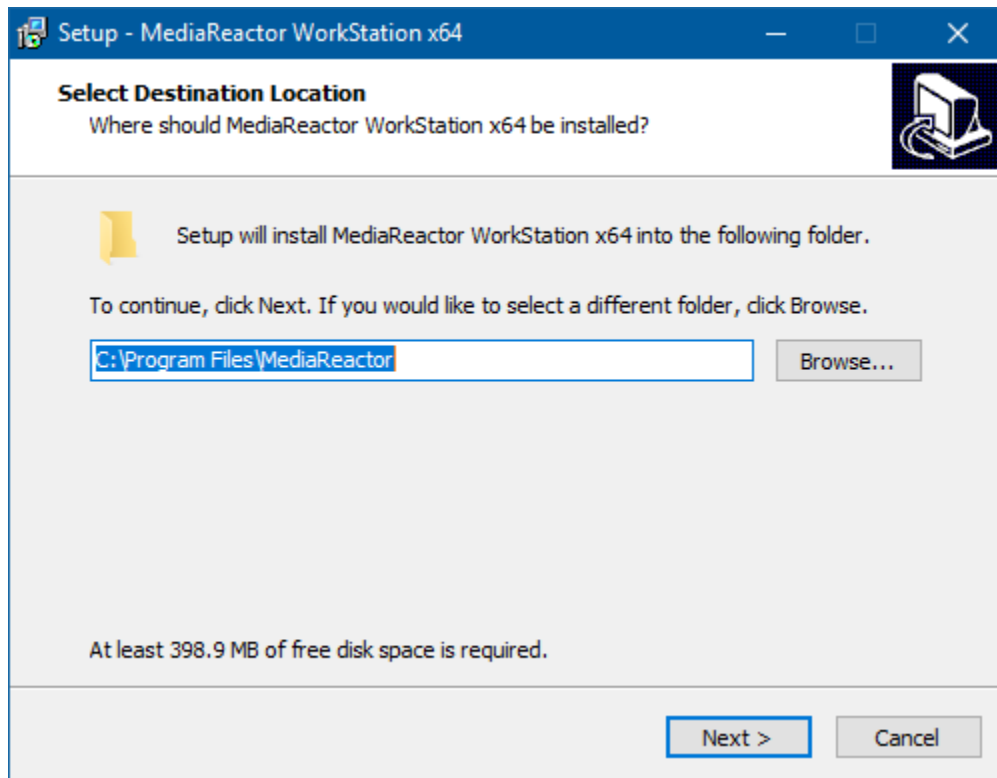 Setup - MediaReactor WorkStation x64
Select Destination Location
Where should MediaReactor WorkStation x64 be installed?
Setup will install MediaReactor WorkStation x64 into the following folder.
To continue, click Next. If you would like to select a different folder, click Browse.
C:\Program Files\MediaReactor
Browse...
At least 398.9 MB of free disk space is required.
Next >
Cancel